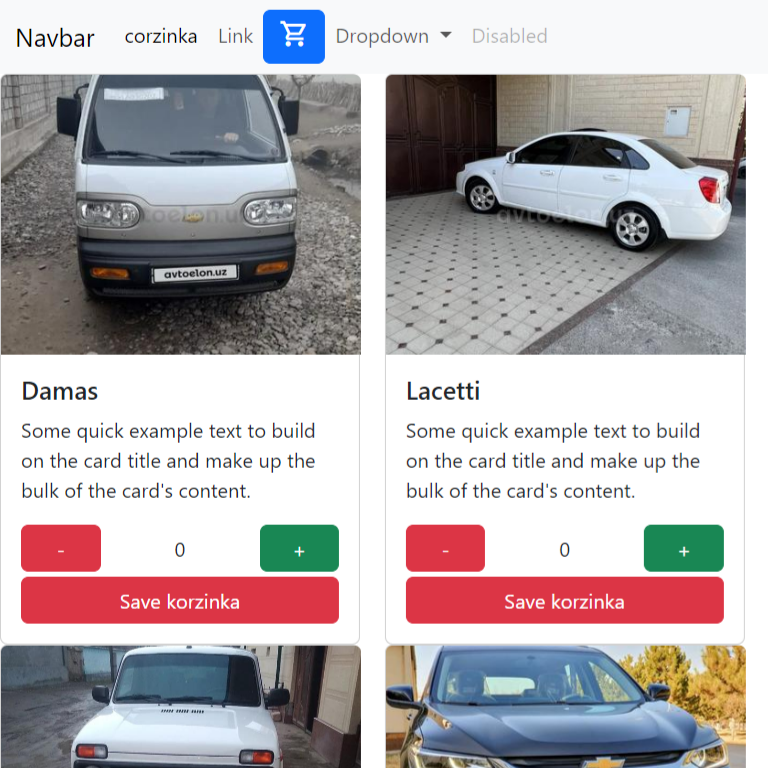 Navbar corzinka Link Dropdown Disabled
avtoelon.uz
avtoelon.uz
avtoelon.uz
Damas
Some quick example text to build
on the card title and make up the
bulk of the card's content.
- 0 +
Save korzinka
Lacetti
Some quick example text to build
on the card title and make up the
bulk of the card's content.
- 0 +
Save korzinka